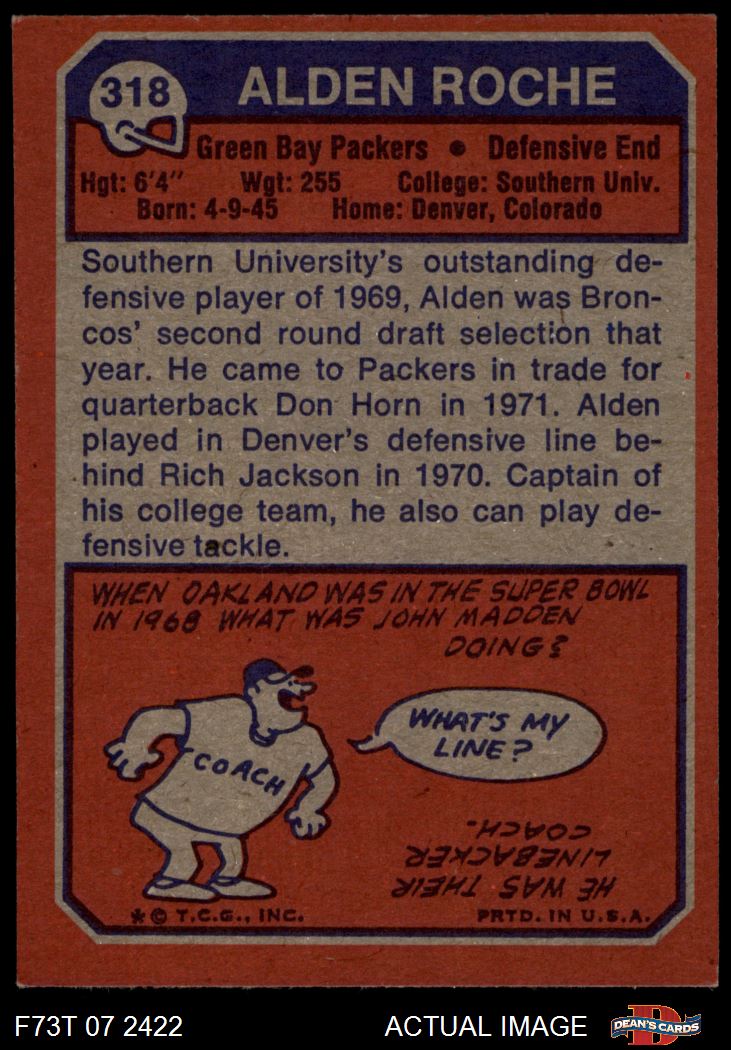 318
ALDEN ROCHE
Green Bay Packers • Defensive End
Hgt: 6'4" Wgt: 255 College: Southern Univ.
Born: 4-9-45 Home: Denver, Colorado
Southern University's outstanding de-
fensive player of 1969, Alden was Bron-
cos' second round draft selection that
year. He came to Packers in trade for
quarterback Don Horn in 1971. Alden
played in Denver's defensive line be-
hind Rich Jackson in 1970. Captain of
his college team, he also can play de-
fensive tackle.
WHEN OAKLAND WAS IN THE SUPER BOWL
IN 1968 WHAT WAS JOHN MADDEN
DOING?
WHAT'S MY
LINE?
COACH
HE WAS THEIR
LINEBACKER
COACH.
* © T.C.G., INC. PRTD. IN U.S.A.
F73T 07 2422 ACTUAL IMAGE
D
DEAN'S CARDS